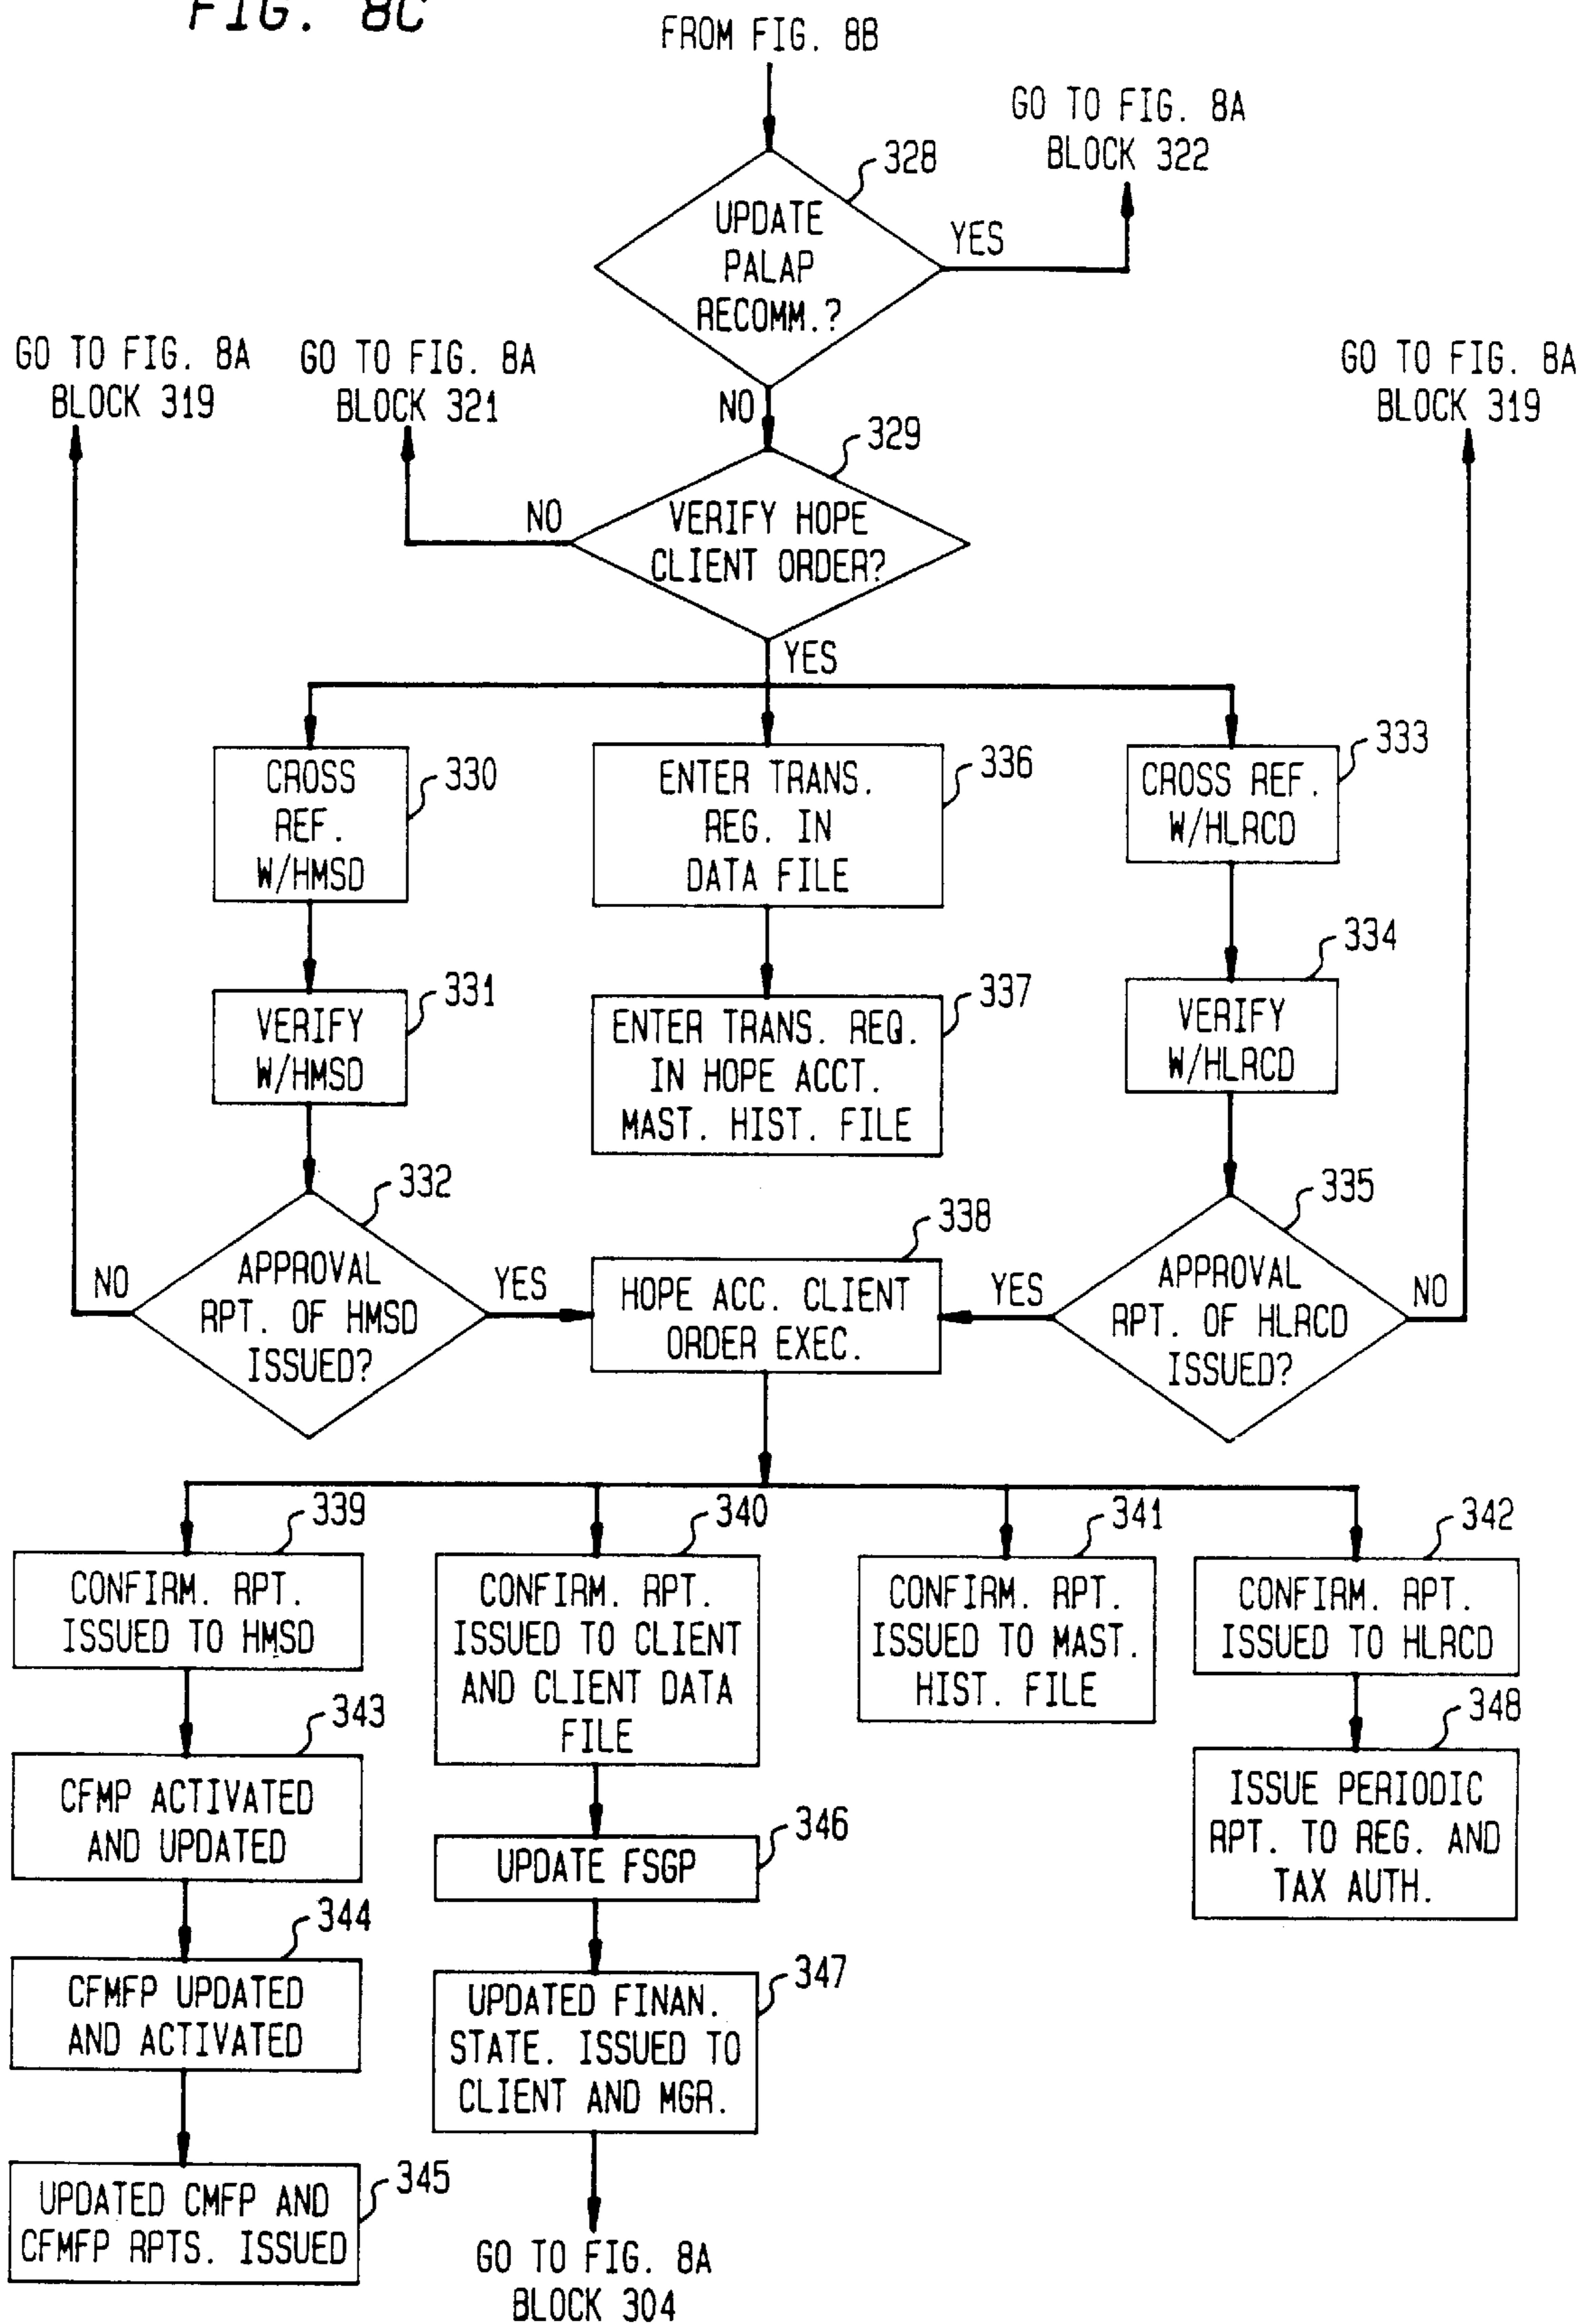 FIG. 8C
FROM FIG. 8B
GO TO FIG. 8A
BLOCK 322
328
UPDATE
PALAP
RECOMM.?
YES
NO
GO TO FIG. 8A
BLOCK 319
GO TO FIG. 8A
BLOCK 321
GO TO FIG. 8A
BLOCK 319
329
VERIFY HOPE
CLIENT ORDER?
NO
YES
CROSS
REF.
W/HMSD
330
ENTER TRANS.
REG. IN
DATA FILE
336
CROSS REF.
W/HLRCD
333
VERIFY
W/HMSD
331
ENTER TRANS. REQ.
IN HOPE ACCT.
MAST. HIST. FILE
337
VERIFY
W/HLRCD
334
332
APPROVAL
RPT. OF HMSD
ISSUED?
NO
YES
338
HOPE ACC. CLIENT
ORDER EXEC.
335
YES
APPROVAL
RPT. OF HLRCD
ISSUED?
NO
339
CONFIRM. RPT.
ISSUED TO HMSD
340
CONFIRM. RPT.
ISSUED TO CLIENT
AND CLIENT DATA
FILE
341
CONFIRM. RPT.
ISSUED TO MAST.
HIST. FILE
342
CONFIRM. RPT.
ISSUED TO HLRCD
343
CFMP ACTIVATED
AND UPDATED
346
UPDATE FSGP
348
ISSUE PERIODIC
RPT. TO REG. AND
TAX AUTH.
344
CFMFP UPDATED
AND ACTIVATED
347
UPDATED FINAN.
STATE. ISSUED TO
CLIENT AND MGR.
345
UPDATED CMFP AND
CFMFP RPTS. ISSUED
GO TO FIG. 8A
BLOCK 304